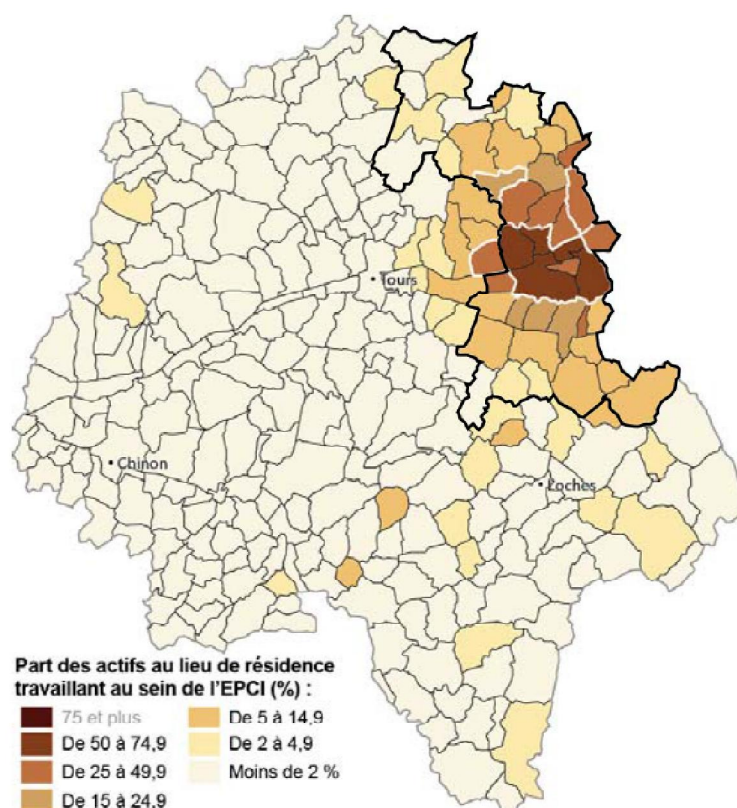 Tours
Chinon
Loches
Part des actifs au lieu de résidence
travaillant au sein de l'EPCI (%) :
75 et plus
De 50 à 74,9
De 25 à 49,9
De 15 à 24,9
De 5 à 14,9
De 2 à 4,9
Moins de 2 %